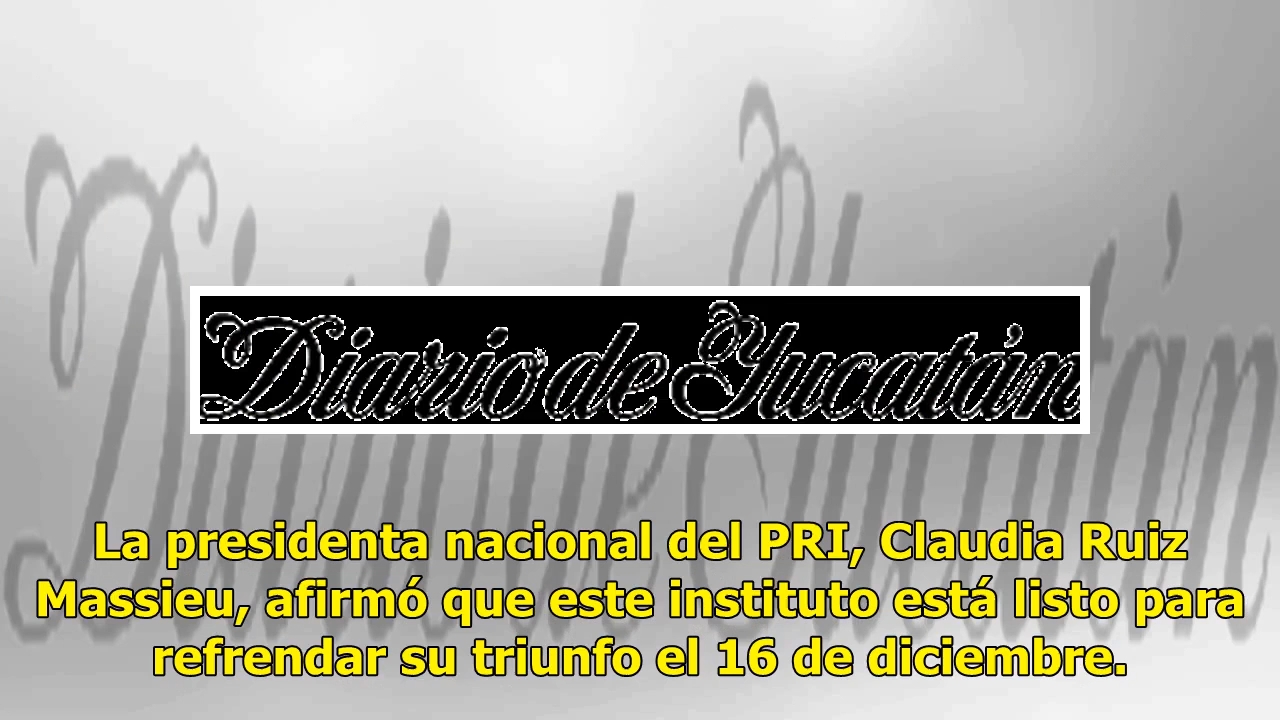 Diario de Yucatán
La presidenta nacional del PRI, Claudia Ruiz
Massieu, afirmó que este instituto está listo para
refrendar su triunfo el 16 de diciembre.